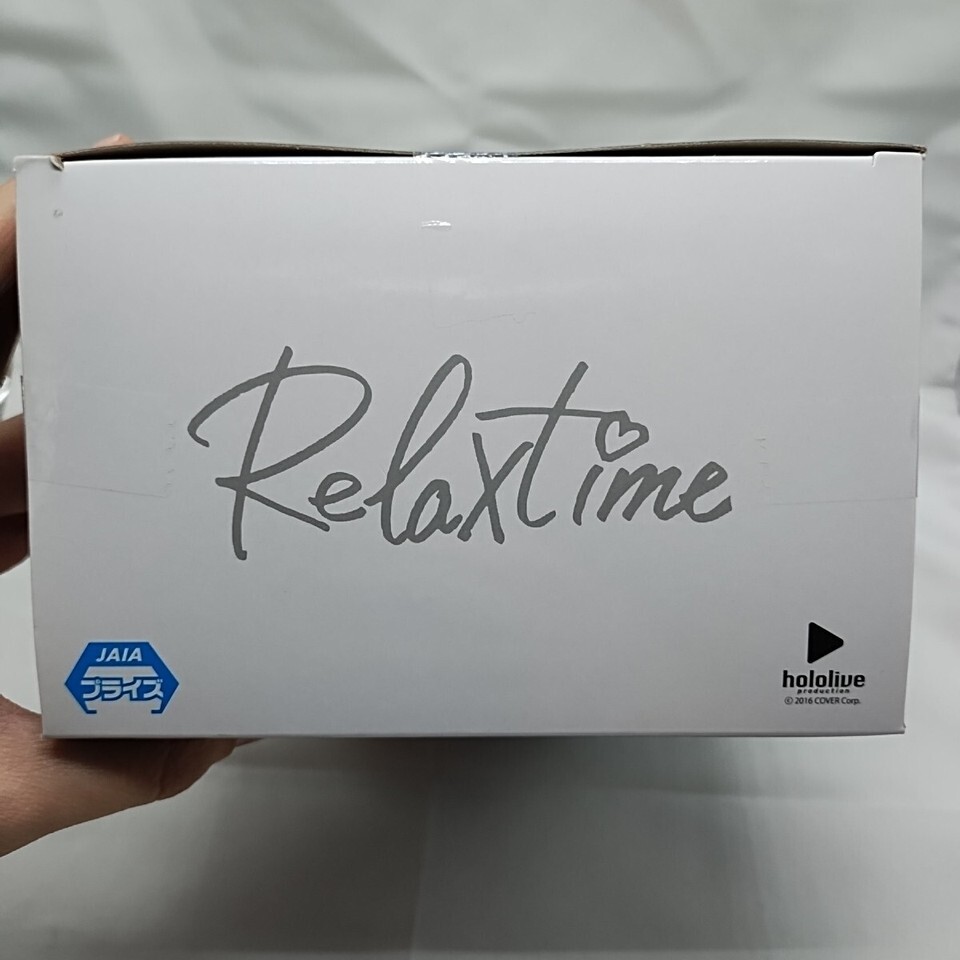 Relaxtime
JAIA
プライズ
hololive
production
© 2016 COVER Corp.